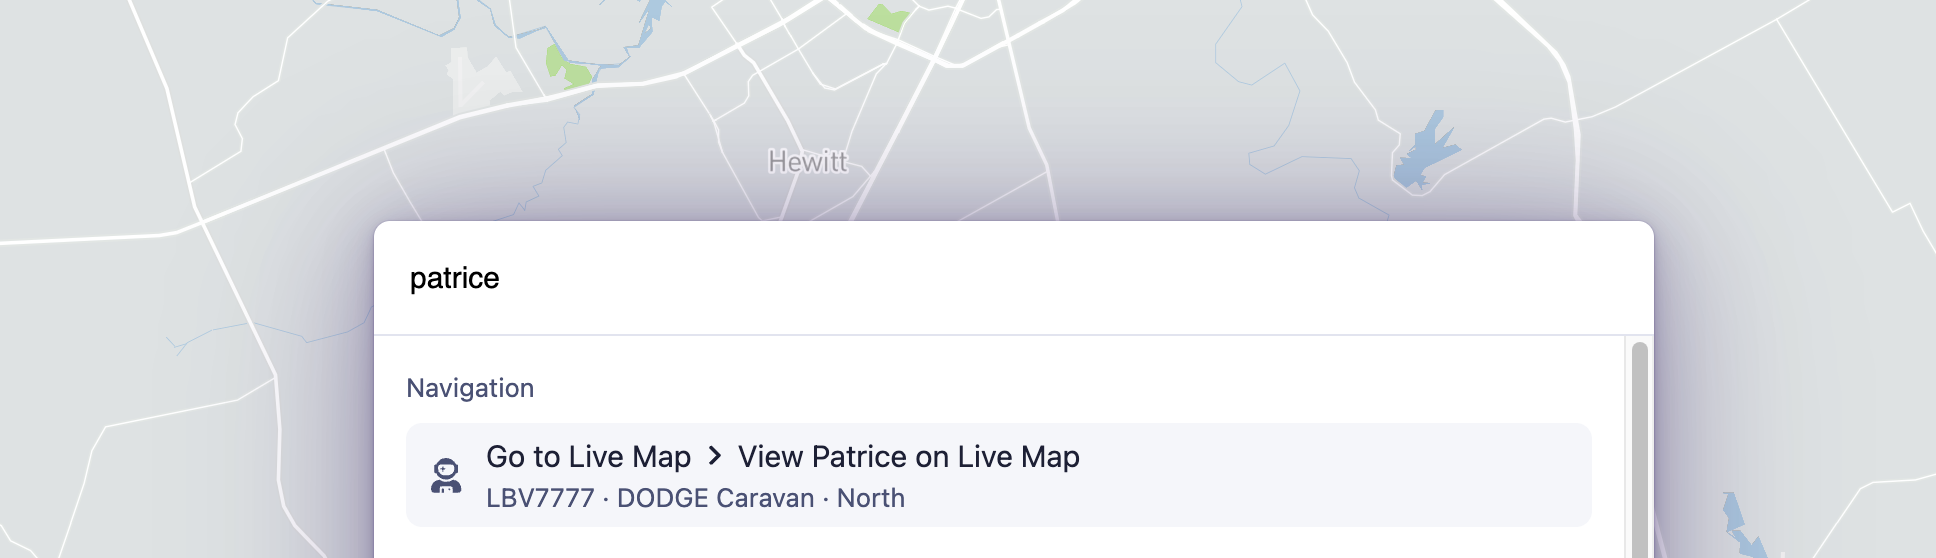 Hewitt
patrice
Navigation
Go to Live Map > View Patrice on Live Map
LBV7777 · DODGE Caravan · North